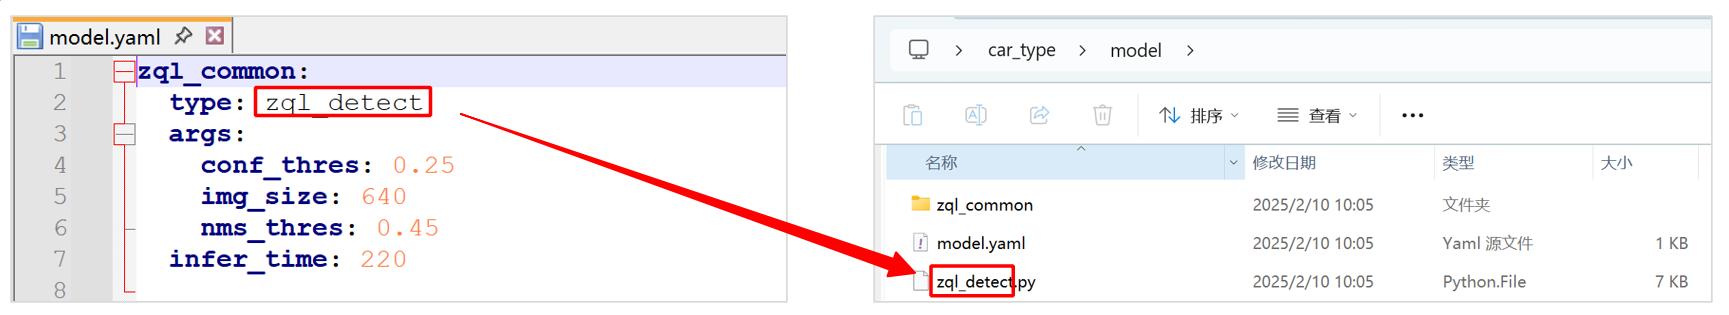 model.yaml
1 zql_common:
2 type: zql_detect
3 args:
4 conf_thres: 0.25
5 img_size: 640
6 nms_thres: 0.45
7 infer_time: 220
8
car_type > model >
排序 查看 ...
名称 修改日期 类型 大小
zql_common 2025/2/10 10:05 文件夹
model.yaml 2025/2/10 10:05 Yaml 源文件 1 KB
zql_detect.py 2025/2/10 10:05 Python.File 7 KB